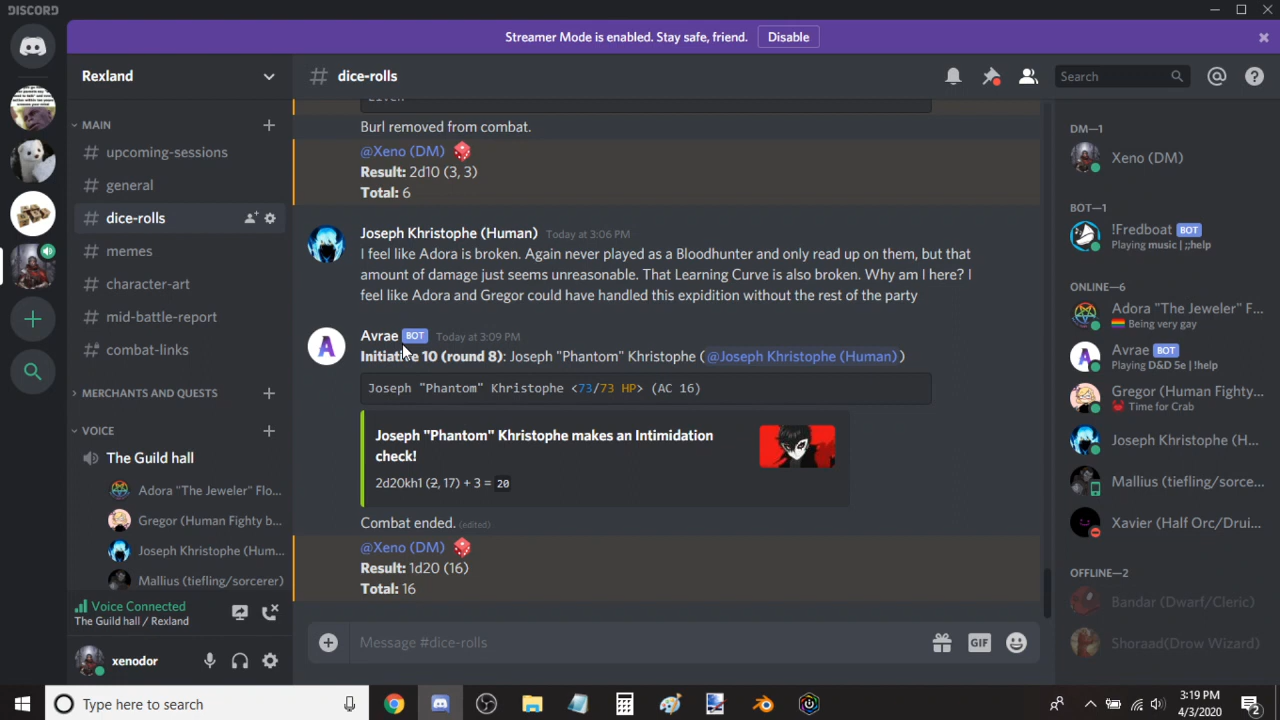 DISCORD
Streamer Mode is enabled. Stay safe, friend.
Disable
Rexland
# dice-rolls
Search
MAIN
# upcoming-sessions
# general
# dice-rolls
# memes
# character-art
# mid-battle-report
# combat-links
MERCHANTS AND QUESTS
VOICE
The Guild hall
Adora "The Jeweler" Flo...
Gregor (Human Fighty b...
Joseph Khristophe (Hum...
Mallius (tiefling/sorcerer)
Voice Connected
The Guild hall / Rexland
xenodor
Burl removed from combat.
@Xeno (DM)
Result: 2d10 (3, 3)
Total: 6
Joseph Khristophe (Human) Today at 3:06 PM
I feel like Adora is broken. Again never played as a Bloodhunter and only read up on them, but that
amount of damage just seems unreasonable. That Learning Curve is also broken. Why am I here? I
feel like Adora and Gregor could have handled this expidition without the rest of the party
A
Avrae BOT Today at 3:09 PM
Initiative 10 (round 8): Joseph "Phantom" Khristophe (@Joseph Khristophe (Human))
Joseph "Phantom" Khristophe <73/73 HP> (AC 16)
Joseph "Phantom" Khristophe makes an Intimidation
check!
2d20kh1 (2, 17) + 3 = 20
Combat ended. (edited)
@Xeno (DM)
Result: 1d20 (16)
Total: 16
Message #dice-rolls
GIF
DM—1
Xeno (DM)
BOT—1
!Fredboat BOT
Playing music | ;;help
ONLINE—6
Adora "The Jeweler" F...
Being very gay
Avrae BOT
Playing D&D 5e | !help
Gregor (Human Fighty...
Time for Crab
Joseph Khristophe (H...
Mallius (tiefling/sorce...
Xavier (Half Orc/Drui...
OFFLINE—2
Bandar (Dwarf/Cleric)
Shoraad(Drow Wizard)
Type here to search
3:19 PM
4/3/2020
2